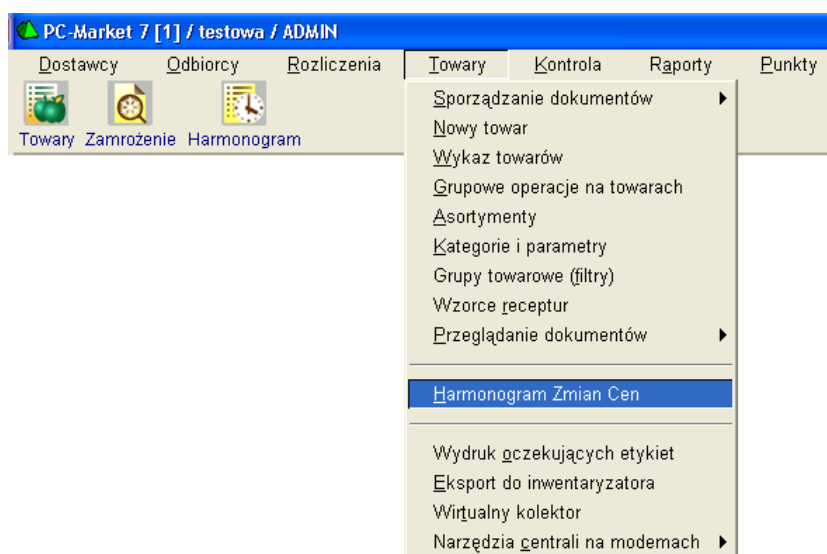 PC-Market 7 [1] / testowa / ADMIN
Dostawcy Odbiorcy Rozliczenia Towary Kontrola Raporty Punkty
Towary Zamrożenie Harmonogram
Sporządzanie dokumentów
Nowy towar
Wykaz towarów
Grupowe operacje na towarach
Asortymenty
Kategorie i parametry
Grupy towarowe (filtry)
Wzorce receptur
Przeglądanie dokumentów
Harmonogram Zmian Cen
Wydruk oczekujących etykiet
Eksport do inwentaryzatora
Wirtualny kolektor
Narzędzia centrali na modemach